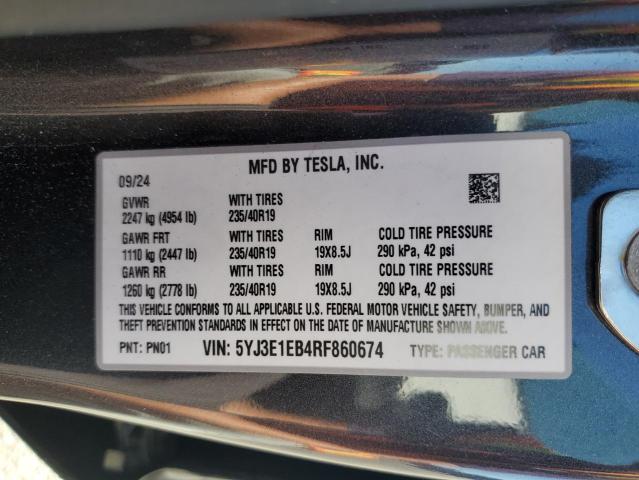 MFD BY TESLA, INC.
09/24
GVWR WITH TIRES
2247 kg (4954 lb) 235/40R19
GAWR FRT WITH TIRES RIM COLD TIRE PRESSURE
1110 kg (2447 lb) 235/40R19 19X8.5J 290 kPa, 42 psi
GAWR RR WITH TIRES RIM COLD TIRE PRESSURE
1260 kg (2778 lb) 235/40R19 19X8.5J 290 kPa, 42 psi
THIS VEHICLE CONFORMS TO ALL APPLICABLE U.S. FEDERAL MOTOR VEHICLE SAFETY, BUMPER, AND
THEFT PREVENTION STANDARDS IN EFFECT ON THE DATE OF MANUFACTURE SHOWN ABOVE.
PNT: PN01 VIN: 5YJ3E1EB4RF860674 TYPE: PASSENGER CAR